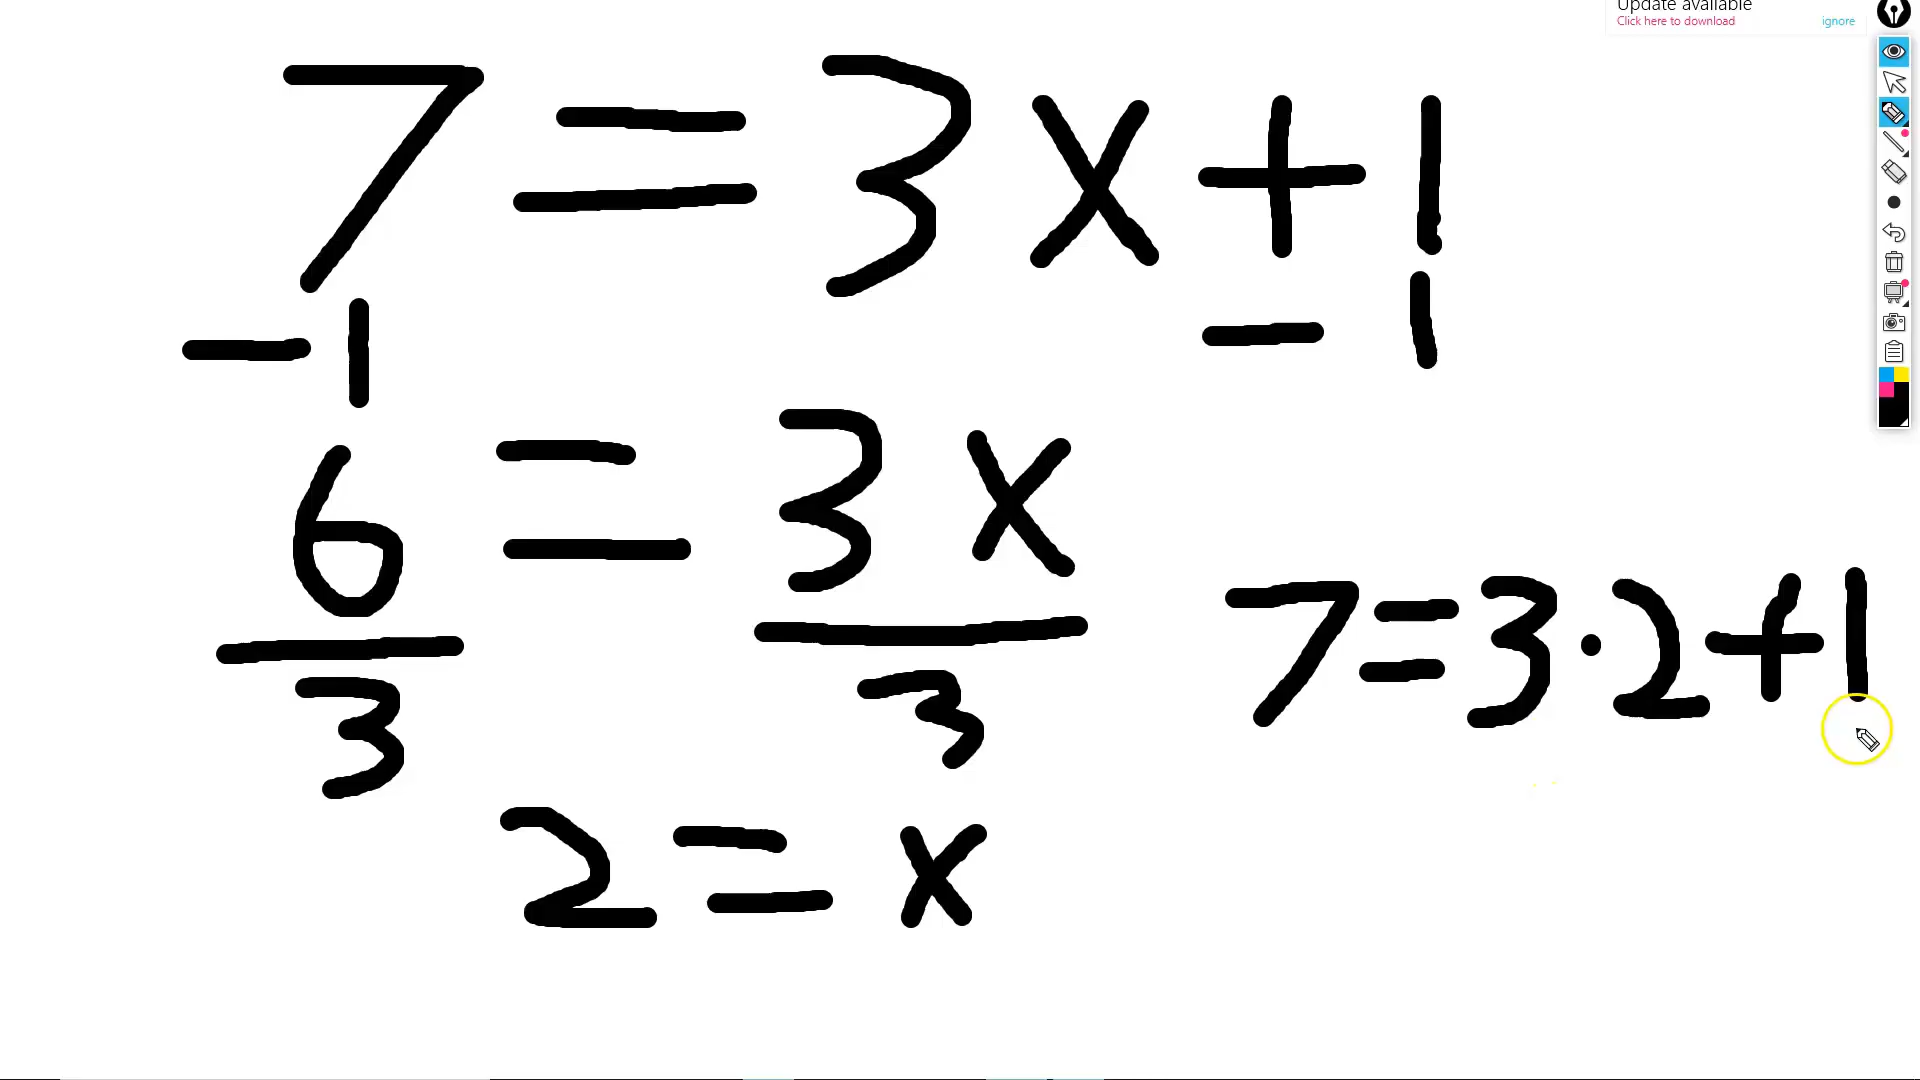 Update available
Click here to download ignore
7 = 3x + 1
- 1 - 1
6 = 3x
3 3
7 = 3 · 2 + 1
2 = x